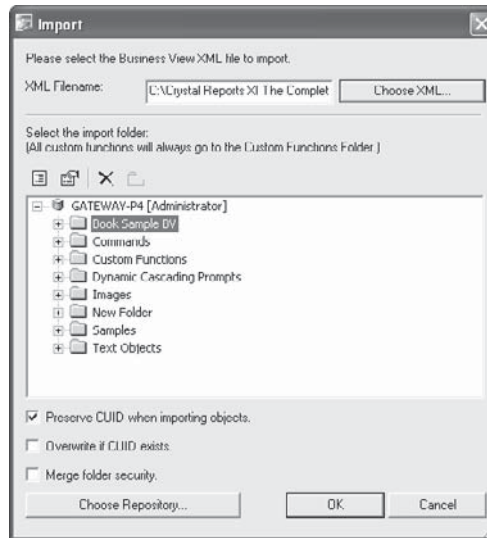 Import
Please select the Business View XML file to import.
XML Filename:
C:\Crystal Reports XI The Complet
Choose XML...
Select the import folder:
(All custom functions will always go to the Custom Functions Folder.)
GATEWAY-P4 [Administrator]
Book Sample BV
Commands
Custom Functions
Dynamic Cascading Prompts
Images
New Folder
Samples
Text Objects
Preserve CUID when importing objects.
Overwrite if CUID exists
Merge folder security.
Choose Repository...
OK
Cancel